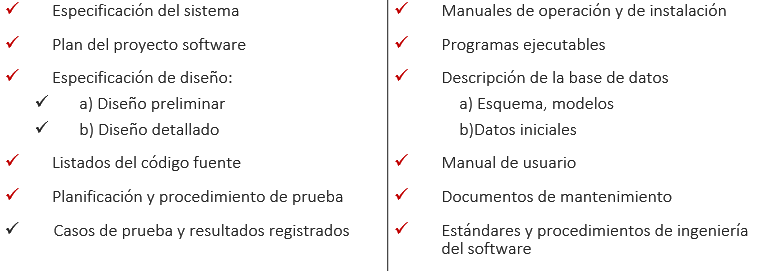 ✓ Especificación del sistema
✓ Plan del proyecto software
✓ Especificación de diseño:
✓ a) Diseño preliminar
✓ b) Diseño detallado
✓ Listados del código fuente
✓ Planificación y procedimiento de prueba
✓ Casos de prueba y resultados registrados
✓ Manuales de operación y de instalación
✓ Programas ejecutables
✓ Descripción de la base de datos
a) Esquema, modelos
b)Datos iniciales
✓ Manual de usuario
✓ Documentos de mantenimiento
✓ Estándares y procedimientos de ingeniería
del software